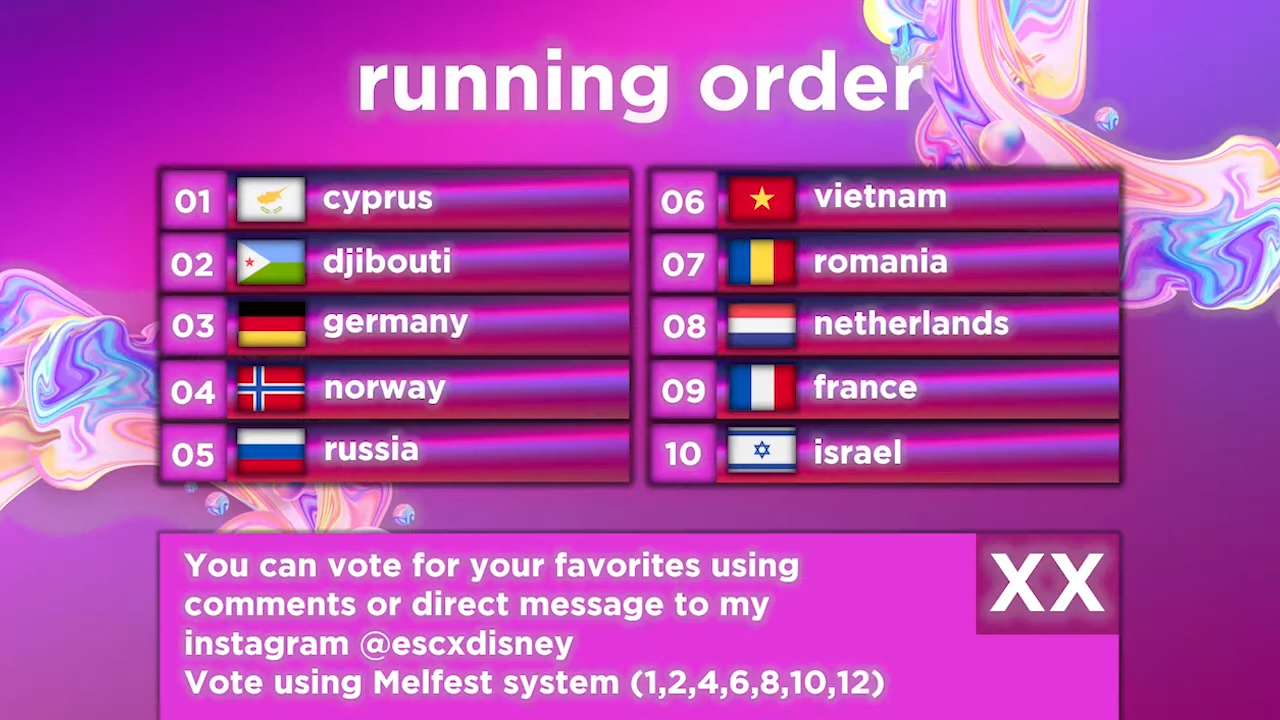 running order
01 cyprus
02 djibouti
03 germany
04 norway
05 russia
06 vietnam
07 romania
08 netherlands
09 france
10 israel
You can vote for your favorites using
comments or direct message to my
instagram @escxdisney
Vote using Melfest system (1,2,4,6,8,10,12)
XX